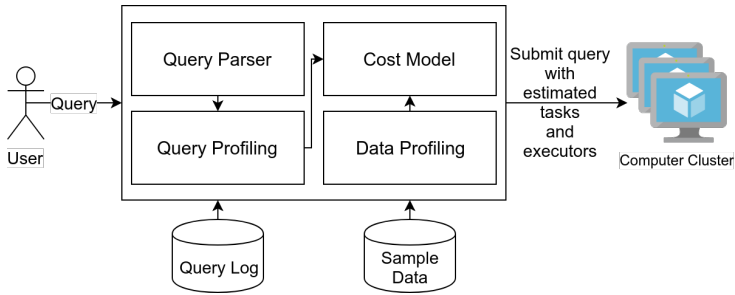 Query Parser
Cost Model
Submit query
with
estimated
tasks
and
executors
Query
User
Query Profiling
Data Profiling
Computer Cluster
Query Log
Sample
Data